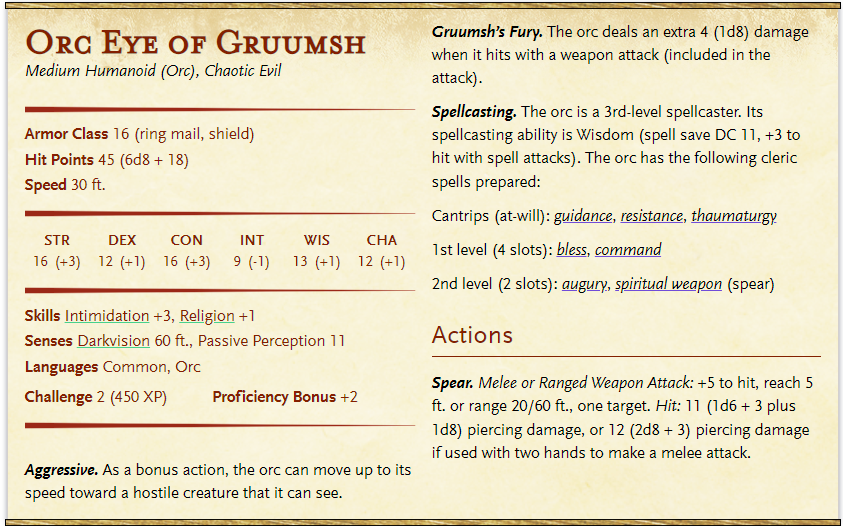 Orc Eye of Gruumsh
Medium Humanoid (Orc), Chaotic Evil
Armor Class 16 (ring mail, shield)
Hit Points 45 (6d8 + 18)
Speed 30 ft.
STR DEX CON INT WIS CHA
16 (+3) 12 (+1) 16 (+3) 9 (-1) 13 (+1) 12 (+1)
Skills Intimidation +3, Religion +1
Senses Darkvision 60 ft., Passive Perception 11
Languages Common, Orc
Challenge 2 (450 XP) Proficiency Bonus +2
Aggressive. As a bonus action, the orc can move up to its
speed toward a hostile creature that it can see.
Gruumsh's Fury. The orc deals an extra 4 (1d8) damage
when it hits with a weapon attack (included in the
attack).
Spellcasting. The orc is a 3rd-level spellcaster. Its
spellcasting ability is Wisdom (spell save DC 11, +3 to
hit with spell attacks). The orc has the following cleric
spells prepared:
Cantrips (at-will): guidance, resistance, thaumaturgy
1st level (4 slots): bless, command
2nd level (2 slots): augury, spiritual weapon (spear)
Actions
Spear. Melee or Ranged Weapon Attack: +5 to hit, reach 5
ft. or range 20/60 ft., one target. Hit: 11 (1d6 + 3 plus
1d8) piercing damage, or 12 (2d8 + 3) piercing damage
if used with two hands to make a melee attack.